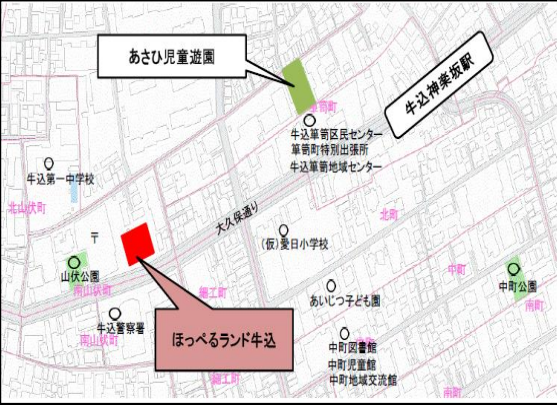 あさひ児童遊園
牛込神楽坂駅
箪笥町
牛込箪笥区民センター
箪笥町特別出張所
牛込箪笥地域センター
牛込第一中学校
北山伏町
大久保通り
北町
〒
(仮)愛日小学校
山伏公園
南山伏町
細工町
中町
中町公園
あいじつ子ども園
南町
牛込警察署
南山伏町
ほっぺるランド牛込
中町図書館
中町児童館
中町地域交流館
細工町
南町